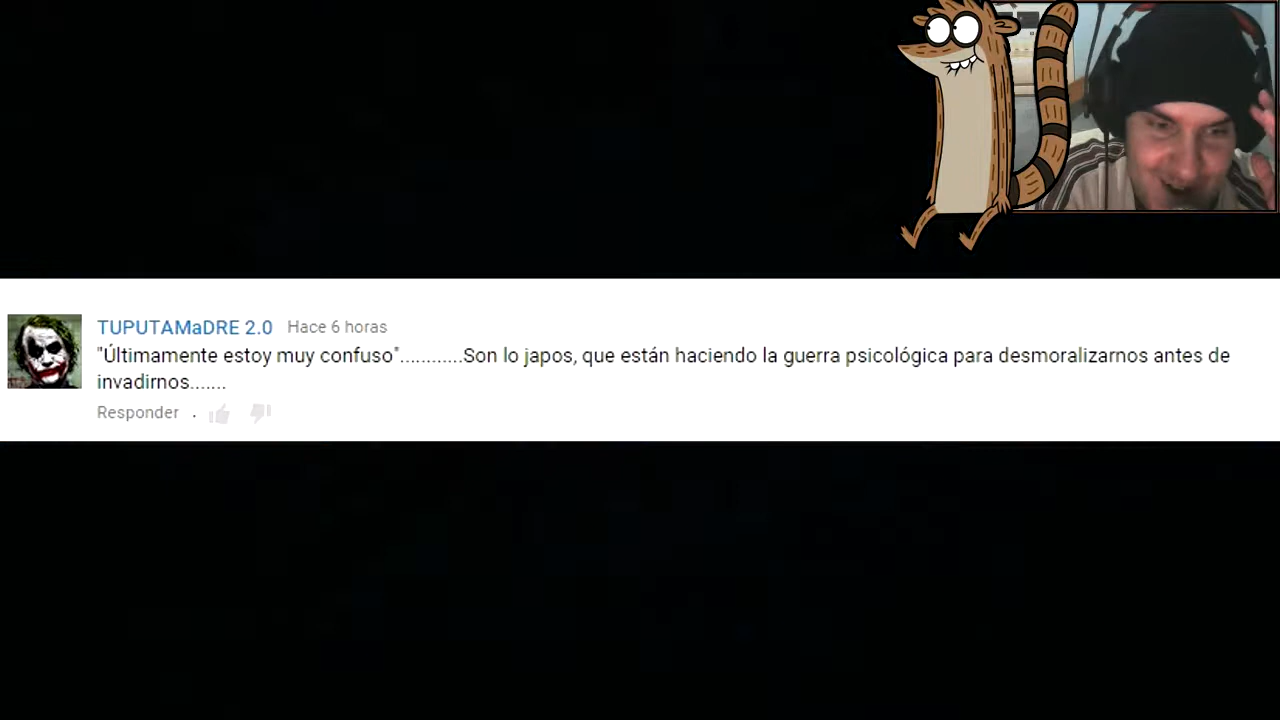 TUPUTAMaDRE 2.0 Hace 6 horas
"Últimamente estoy muy confuso"............Son lo japos, que están haciendo la guerra psicológica para desmoralizarnos antes de
invadirnos.......
Responder .